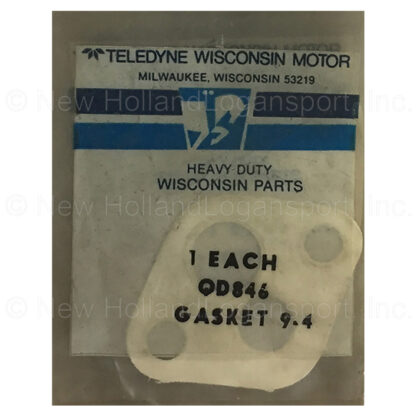 TELEDYNE WISCONSIN MOTOR
MILWAUKEE, WISCONSIN 53219
HEAVY DUTY
WISCONSIN PARTS
1 EACH
QD846
GASKET 9.4
© New HollandLogansport, Inc.
© New HollandLogansport, Inc.
© New HollandLogansport, Inc.